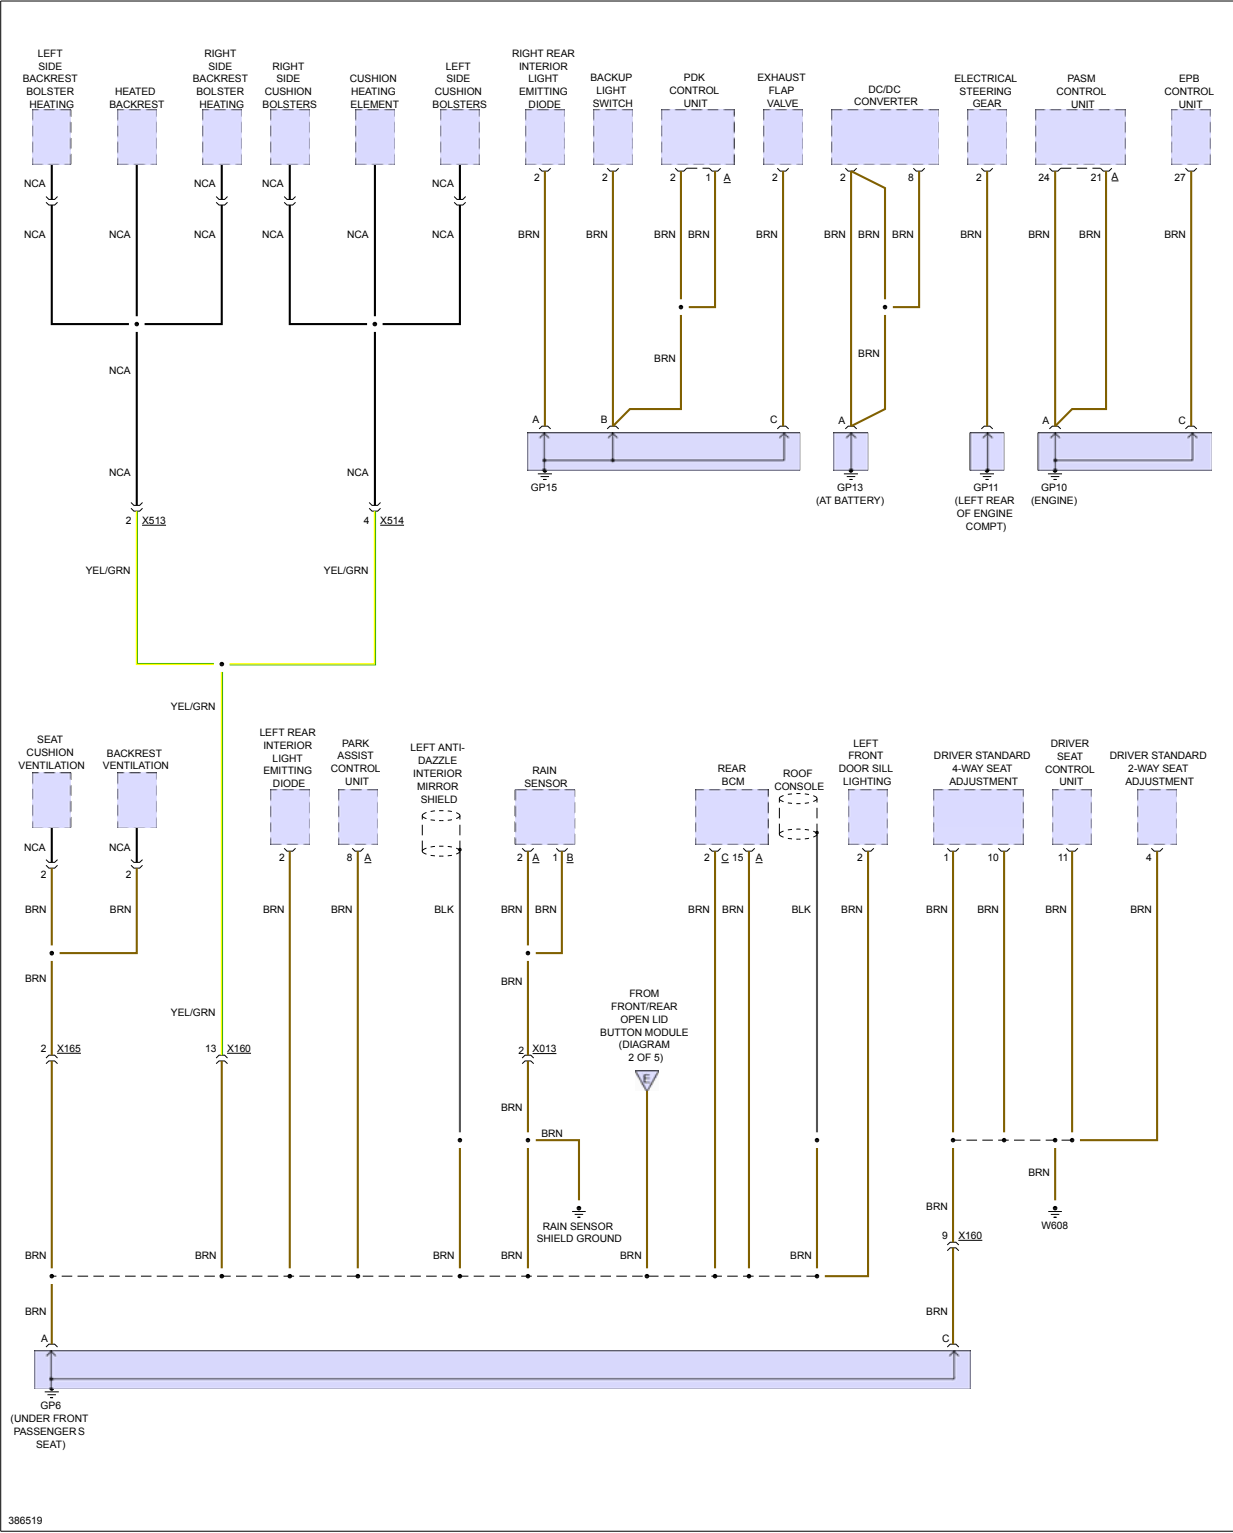 LEFT
SIDE
BACKREST
BOLSTER
HEATING
HEATED
BACKREST
RIGHT
SIDE
BACKREST
BOLSTER
HEATING
RIGHT
SIDE
CUSHION
BOLSTERS
CUSHION
HEATING
ELEMENT
LEFT
SIDE
CUSHION
BOLSTERS
RIGHT REAR
INTERIOR
LIGHT
EMITTING
DIODE
BACKUP
LIGHT
SWITCH
PDK
CONTROL
UNIT
EXHAUST
FLAP
VALVE
DC/DC
CONVERTER
ELECTRICAL
STEERING
GEAR
PASM
CONTROL
UNIT
EPB
CONTROL
UNIT
NCA NCA NCA NCA
2 2 2 1 A 2 2 8 2 24 21 A 27
NCA NCA NCA NCA NCA NCA BRN BRN BRN BRN BRN BRN BRN BRN BRN BRN BRN BRN
BRN BRN
NCA
A B C A A C
NCA NCA
GP15
GP13
(AT BATTERY)
GP11
(LEFT REAR
OF ENGINE
COMPT)
GP10
(ENGINE)
2 X513 4 X514
YEL/GRN YEL/GRN
YEL/GRN
SEAT
CUSHION
VENTILATION
BACKREST
VENTILATION
LEFT REAR
INTERIOR
LIGHT
EMITTING
DIODE
PARK
ASSIST
CONTROL
UNIT
LEFT ANTI-
DAZZLE
INTERIOR
MIRROR
SHIELD
RAIN
SENSOR
REAR
BCM
ROOF
CONSOLE
LEFT
FRONT
DOOR SILL
LIGHTING
DRIVER STANDARD
4-WAY SEAT
ADJUSTMENT
DRIVER
SEAT
CONTROL
UNIT
DRIVER STANDARD
2-WAY SEAT
ADJUSTMENT
NCA NCA
2 8 A 2 A 1 B 2 C 15 A 2 1 10 11 4
2 2
BRN BRN BRN BRN BLK BRN BRN BRN BRN BLK BRN BRN BRN BRN BRN
BRN BRN
FROM
FRONT/REAR
OPEN LID
BUTTON MODULE
(DIAGRAM
2 OF 5)
E
YEL/GRN
2 X165 13 X160 2 X013
BRN
BRN
BRN
BRN
RAIN SENSOR
SHIELD GROUND
W608
9 X160
BRN BRN BRN BRN BRN BRN
BRN BRN
A C
GP6
(UNDER FRONT
PASSENGERS
SEAT)
386519